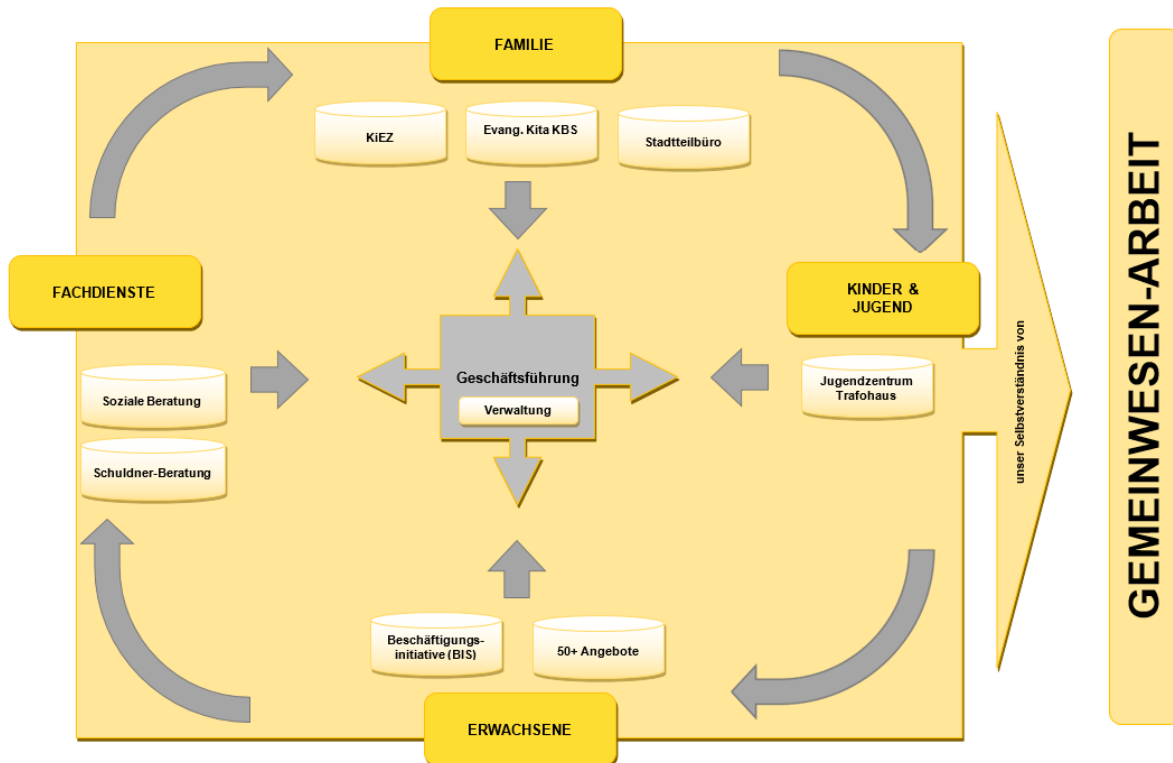 FAMILIE
KiEZ
Evang. Kita KBS
Stadtteilbüro
FACHDIENSTE
KINDER &
JUGEND
Geschäftsführung
Verwaltung
Soziale Beratung
Schuldner-Beratung
Jugendzentrum
Trafohaus
Beschäftigungs-
initiative (BIS)
50+ Angebote
ERWACHSENE
unser Selbstverständnis von
GEMEINWESEN-ARBEIT